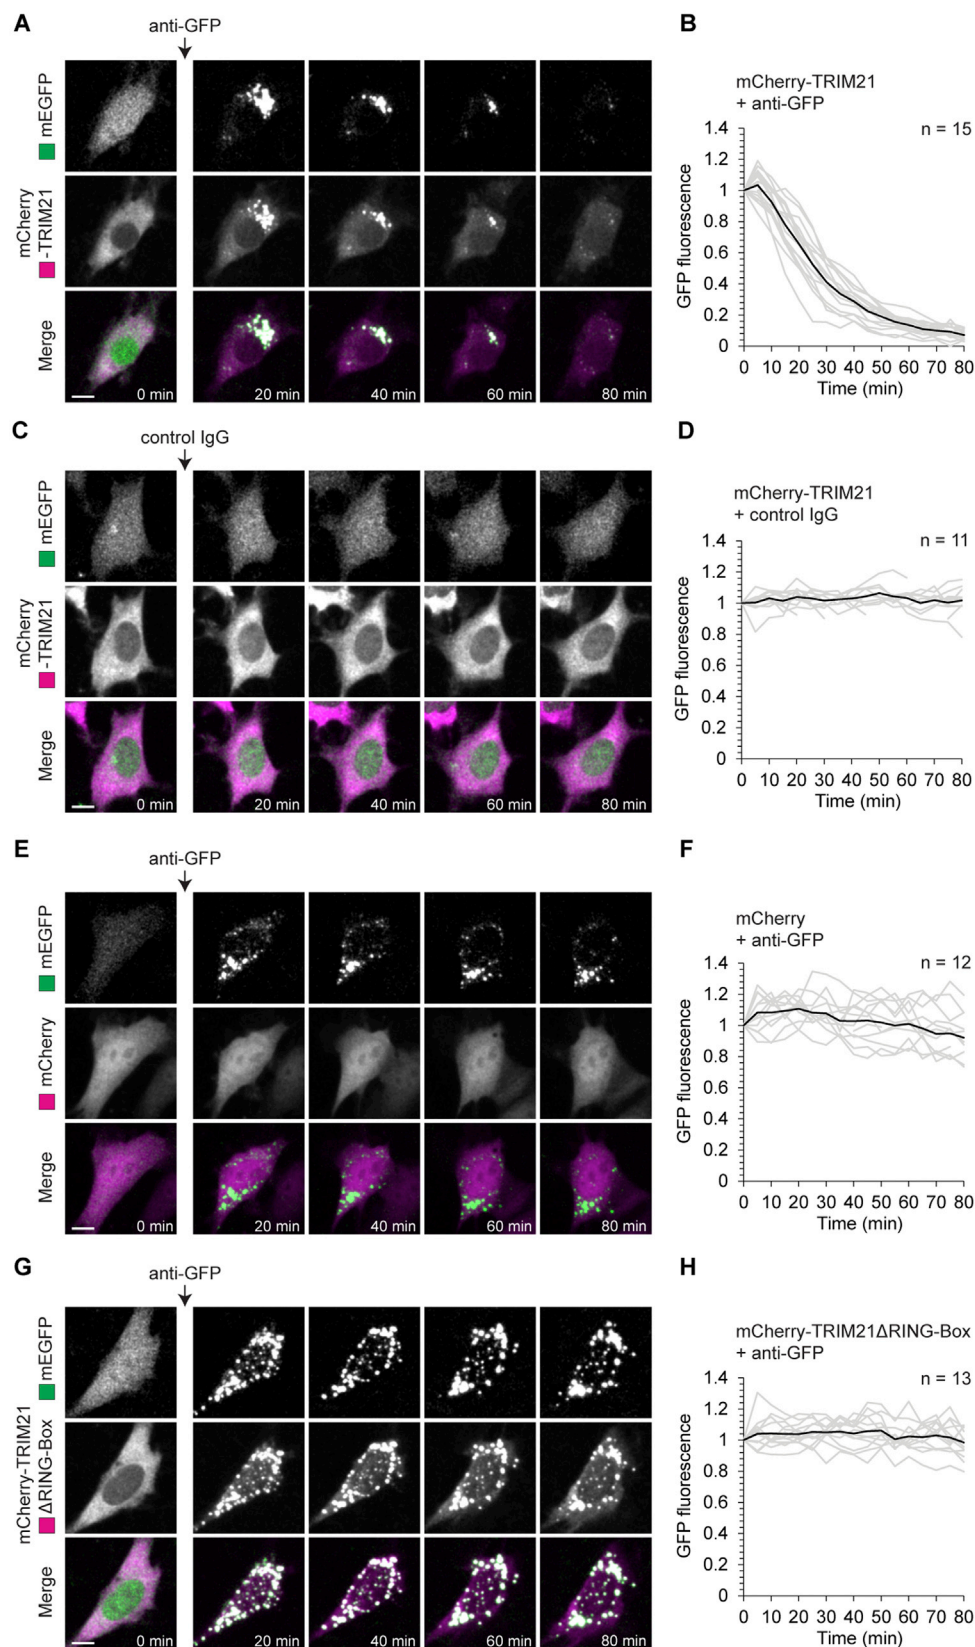 A
anti-GFP
mEGFP
mCherry
-TRIM21
Merge
0 min
20 min
40 min
60 min
80 min
B
mCherry-TRIM21
+ anti-GFP
n = 15
GFP fluorescence
1.4
1.2
1
0.8
0.6
0.4
0.2
0
0 10 20 30 40 50 60 70 80
Time (min)
C
control IgG
mEGFP
mCherry
-TRIM21
Merge
0 min
20 min
40 min
60 min
80 min
D
mCherry-TRIM21
+ control IgG
n = 11
GFP fluorescence
1.4
1.2
1
0.8
0.6
0.4
0.2
0
0 10 20 30 40 50 60 70 80
Time (min)
E
anti-GFP
mEGFP
mCherry
Merge
0 min
20 min
40 min
60 min
80 min
F
mCherry
+ anti-GFP
n = 12
GFP fluorescence
1.4
1.2
1
0.8
0.6
0.4
0.2
0
0 10 20 30 40 50 60 70 80
Time (min)
G
anti-GFP
mEGFP
mCherry-TRIM21
ΔRING-Box
Merge
0 min
20 min
40 min
60 min
80 min
H
mCherry-TRIM21ΔRING-Box
+ anti-GFP
n = 13
GFP fluorescence
1.4
1.2
1
0.8
0.6
0.4
0.2
0
0 10 20 30 40 50 60 70 80
Time (min)